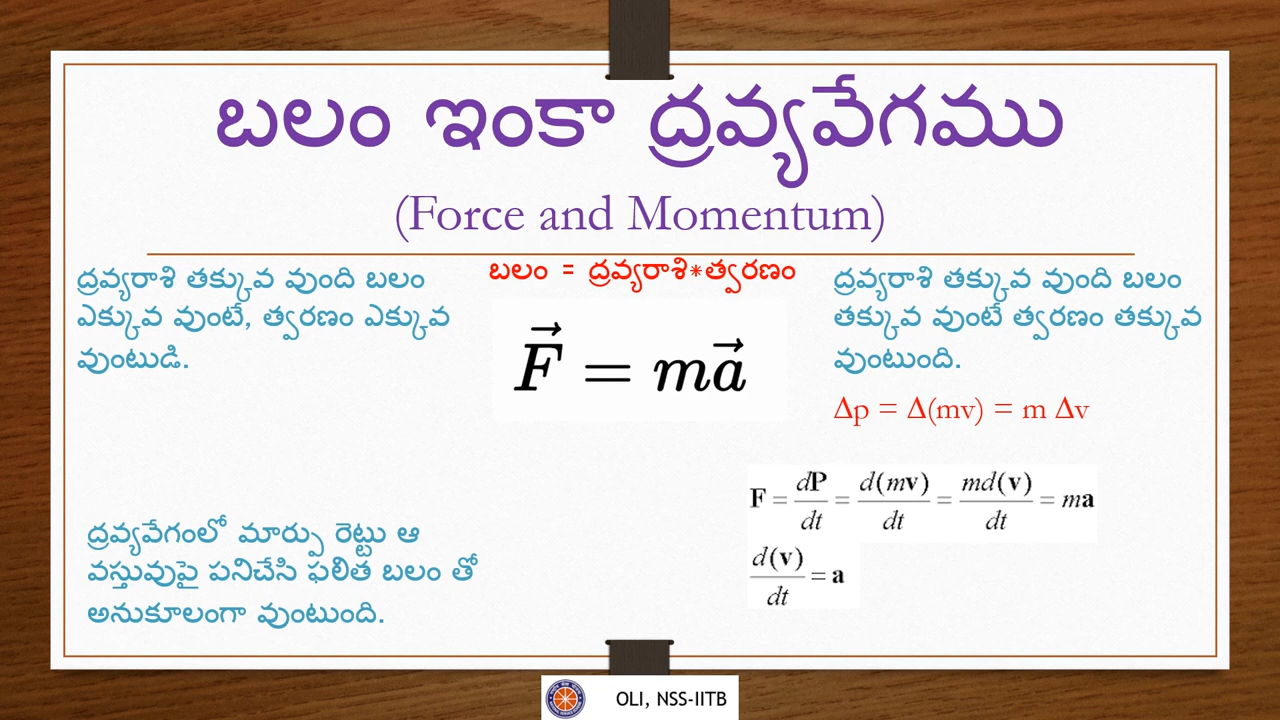 బలం ఇంకా ద్రవ్యవేగము
(Force and Momentum)
ద్రవ్యరాశి తక్కువ వుంది బలం
ఎక్కువ వుంటే, త్వరణం ఎక్కువ
వుంటుడి.
బలం = ద్రవ్యరాశి*త్వరణం
F⃗ = ma⃗
ద్రవ్యరాశి తక్కువ వుంది బలం
తక్కువ వుంటే త్వరణం తక్కువ
వుంటుంది.
Δp = Δ(mv) = m Δv
F = dP/dt = d(mv)/dt = md(v)/dt = ma
d(v)/dt = a
ద్రవ్యవేగంలో మార్పు రెట్టు ఆ
వస్తువుపై పనిచేసి ఫలిత బలం తో
అనుకూలంగా వుంటుంది.
OLI, NSS-IITB